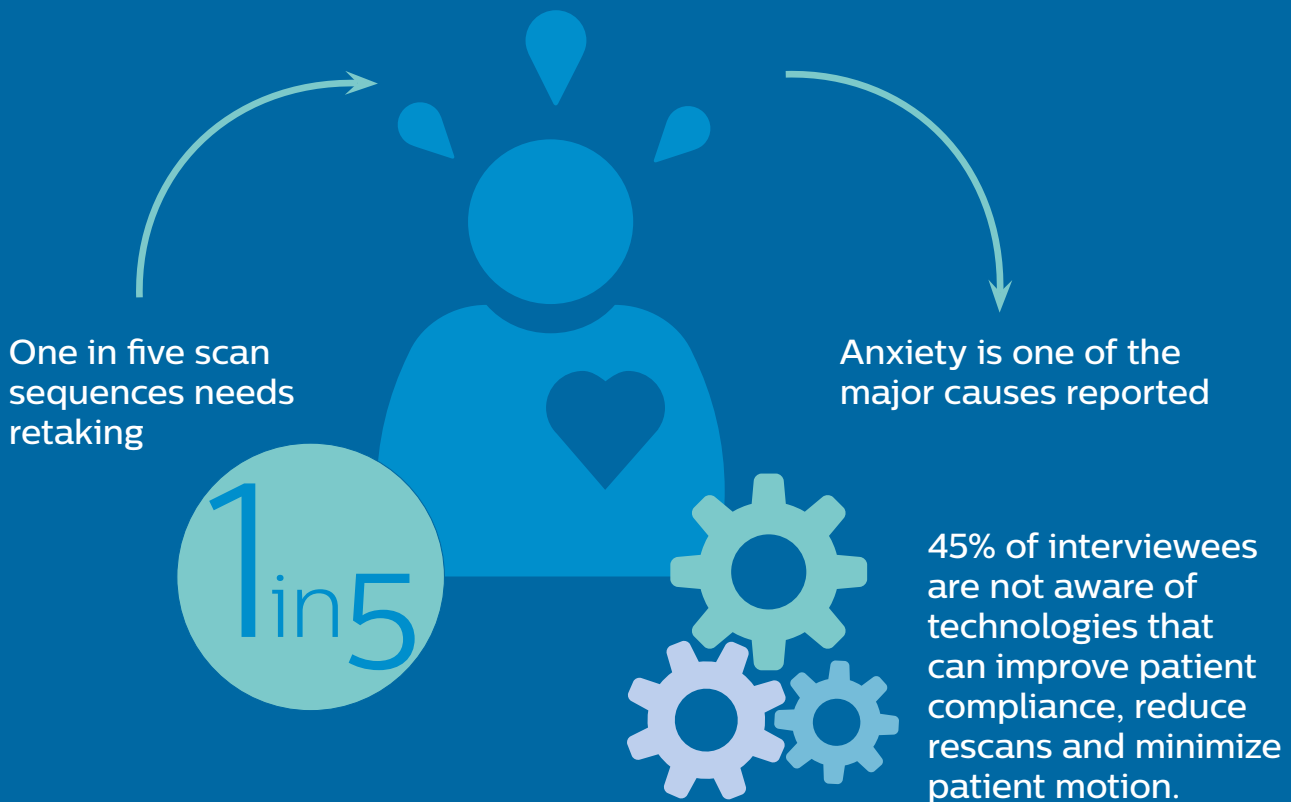 One in five scan
sequences needs
retaking
1in5
Anxiety is one of the
major causes reported
45% of interviewees
are not aware of
technologies that
can improve patient
compliance, reduce
rescans and minimize
patient motion.